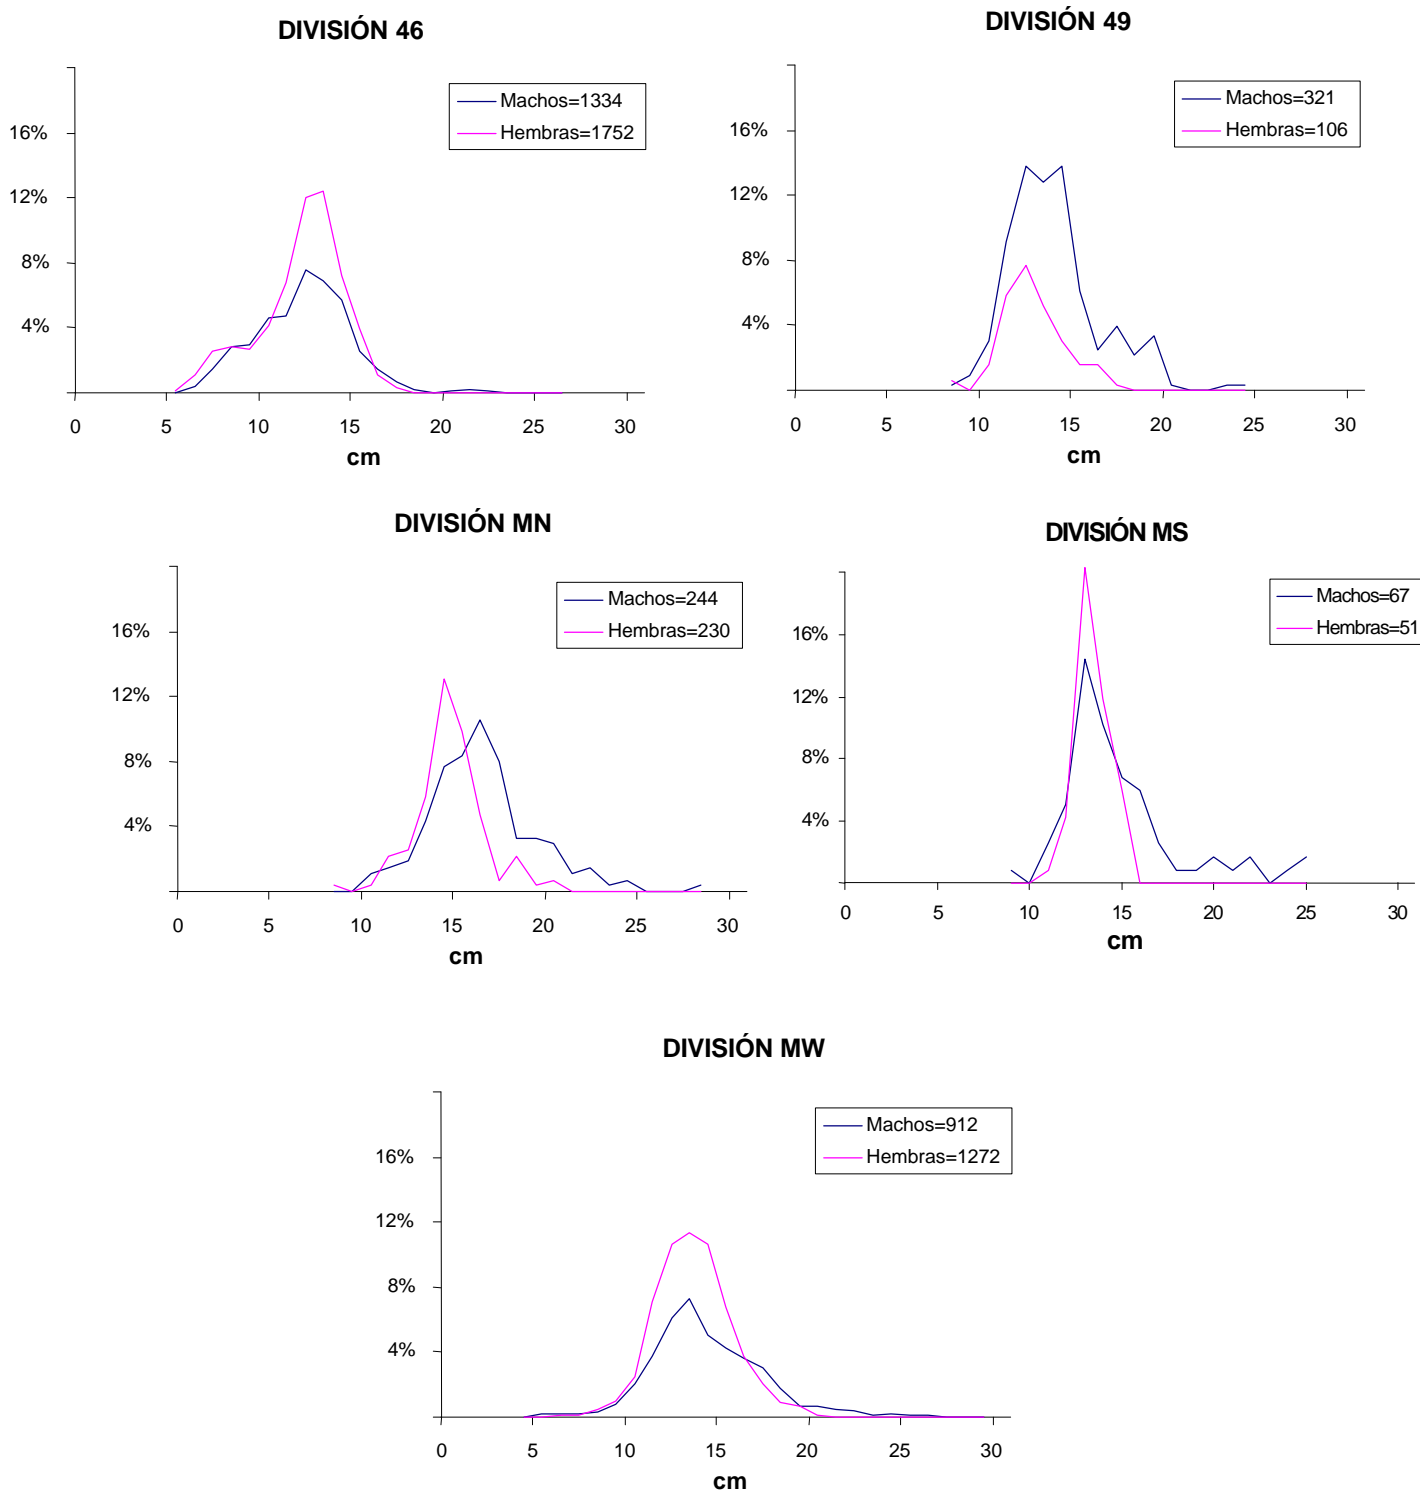 DIVISIÓN 46
Machos=1334
Hembras=1752
16%
12%
8%
4%
0 5 10 15 20 25 30
cm
DIVISIÓN 49
Machos=321
Hembras=106
16%
12%
8%
4%
0 5 10 15 20 25 30
cm
DIVISIÓN MN
Machos=244
Hembras=230
16%
12%
8%
4%
0 5 10 15 20 25 30
cm
DIVISIÓN MS
Machos=67
Hembras=51
16%
12%
8%
4%
0 5 10 15 20 25 30
cm
DIVISIÓN MW
Machos=912
Hembras=1272
16%
12%
8%
4%
0 5 10 15 20 25 30
cm